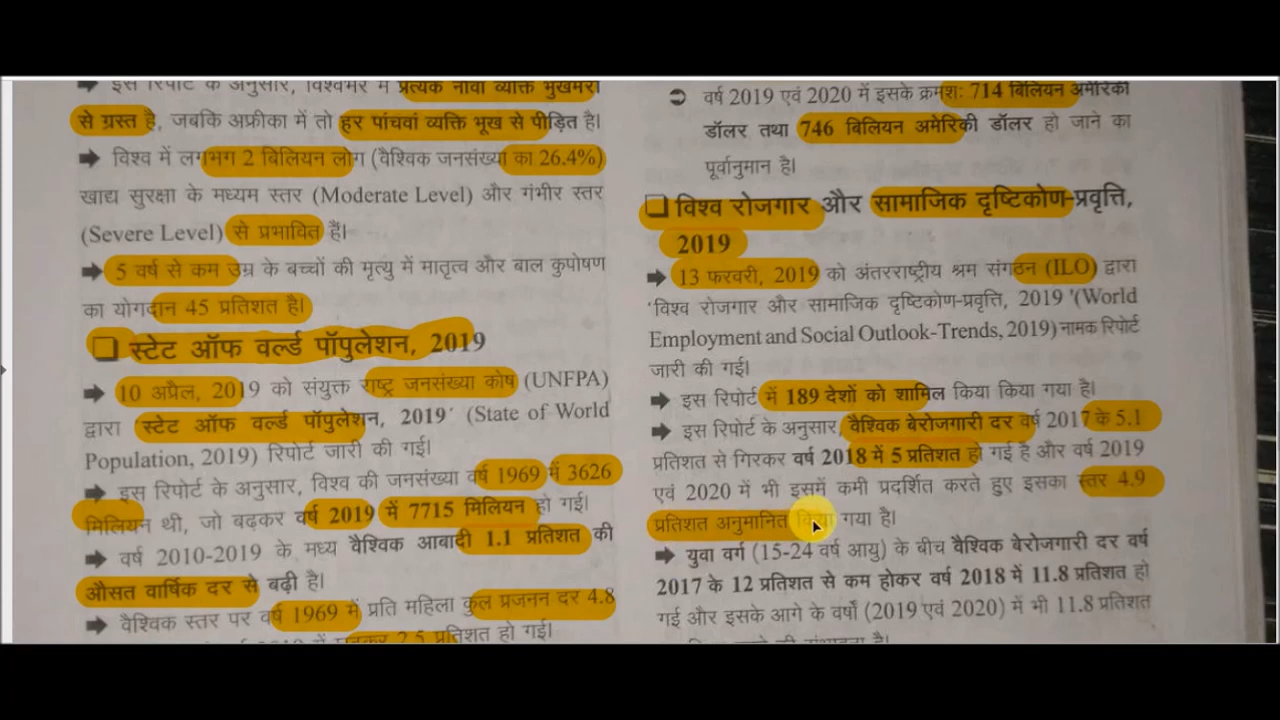 इस रिपोर्ट के अनुसार, विश्वभर में प्रत्येक नौवां व्यक्ति भुखमरी
से ग्रस्त है, जबकि अफ्रीका में तो हर पांचवां व्यक्ति भूख से पीड़ित है।
➡ विश्व में लगभग 2 बिलियन लोग (वैश्विक जनसंख्या का 26.4%)
खाद्य सुरक्षा के मध्यम स्तर (Moderate Level) और गंभीर स्तर
(Severe Level) से प्रभावित हैं।
➡ 5 वर्ष से कम उम्र के बच्चों की मृत्यु में मातृत्व और बाल कुपोषण
का योगदान 45 प्रतिशत है।
❑ स्टेट ऑफ वर्ल्ड पॉपुलेशन, 2019
➡ 10 अप्रैल, 2019 को संयुक्त राष्ट्र जनसंख्या कोष (UNFPA)
द्वारा 'स्टेट ऑफ वर्ल्ड पॉपुलेशन, 2019' (State of World
Population, 2019) रिपोर्ट जारी की गई।
➡ इस रिपोर्ट के अनुसार, विश्व की जनसंख्या वर्ष 1969 में 3626
मिलियन थी, जो बढ़कर वर्ष 2019 में 7715 मिलियन हो गई।
➡ वर्ष 2010-2019 के मध्य वैश्विक आबादी 1.1 प्रतिशत की
औसत वार्षिक दर से बढ़ी है।
➡ वैश्विक स्तर पर वर्ष 1969 में प्रति महिला कुल प्रजनन दर 4.8
2.5 प्रतिशत हो गई।
➲ वर्ष 2019 एवं 2020 में इसके क्रमशः 714 बिलियन अमेरिकी
डॉलर तथा 746 बिलियन अमेरिकी डॉलर हो जाने का
पूर्वानुमान है।
❑ विश्व रोजगार और सामाजिक दृष्टिकोण-प्रवृत्ति,
2019
➡ 13 फरवरी, 2019 को अंतरराष्ट्रीय श्रम संगठन (ILO) द्वारा
'विश्व रोजगार और सामाजिक दृष्टिकोण-प्रवृत्ति, 2019 '(World
Employment and Social Outlook-Trends, 2019) नामक रिपोर्ट
जारी की गई।
➡ इस रिपोर्ट में 189 देशों को शामिल किया किया गया है।
➡ इस रिपोर्ट के अनुसार, वैश्विक बेरोजगारी दर वर्ष 2017 के 5.1
प्रतिशत से गिरकर वर्ष 2018 में 5 प्रतिशत हो गई है और वर्ष 2019
एवं 2020 में भी इसमें कमी प्रदर्शित करते हुए इसका स्तर 4.9
प्रतिशत अनुमानित किया गया है।
➡ युवा वर्ग (15-24 वर्ष आयु) के बीच वैश्विक बेरोजगारी दर वर्ष
2017 के 12 प्रतिशत से कम होकर वर्ष 2018 में 11.8 प्रतिशत हो
गई और इसके आगे के वर्षों (2019 एवं 2020) में भी 11.8 प्रतिशत